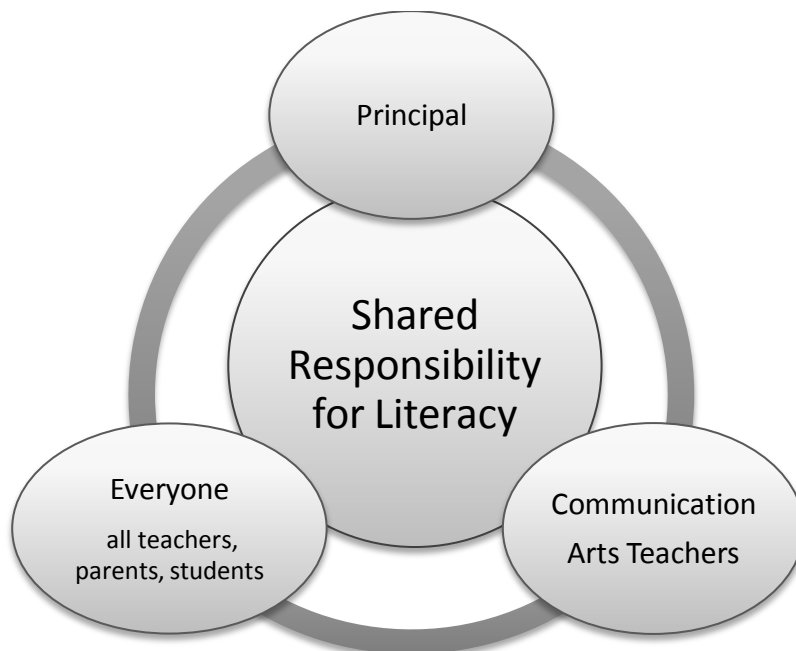 Principal
Shared
Responsibility
for Literacy
Everyone
all teachers,
parents, students
Communication
Arts Teachers